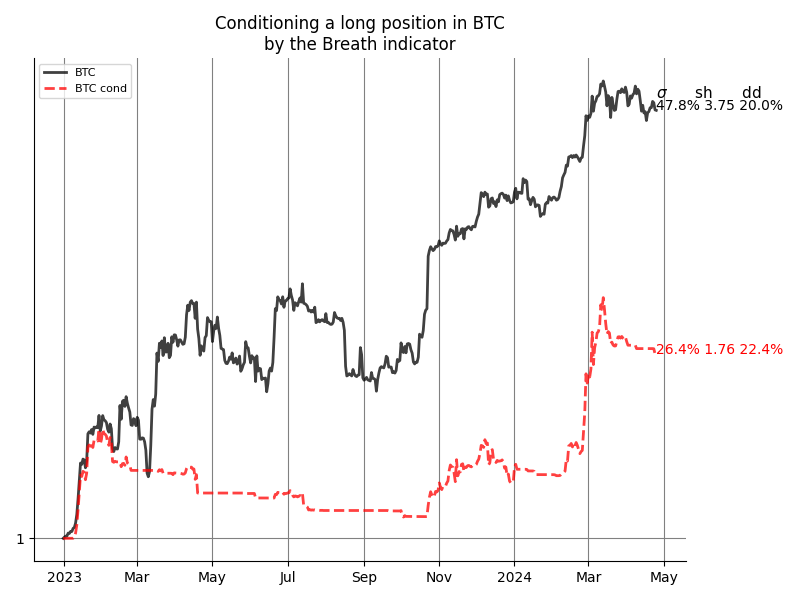 Conditioning a long position in BTC
by the Breath indicator
BTC
BTC cond
σ sh dd
47.8% 3.75 20.0%
26.4% 1.76 22.4%
1
2023 Mar May Jul Sep Nov 2024 Mar May